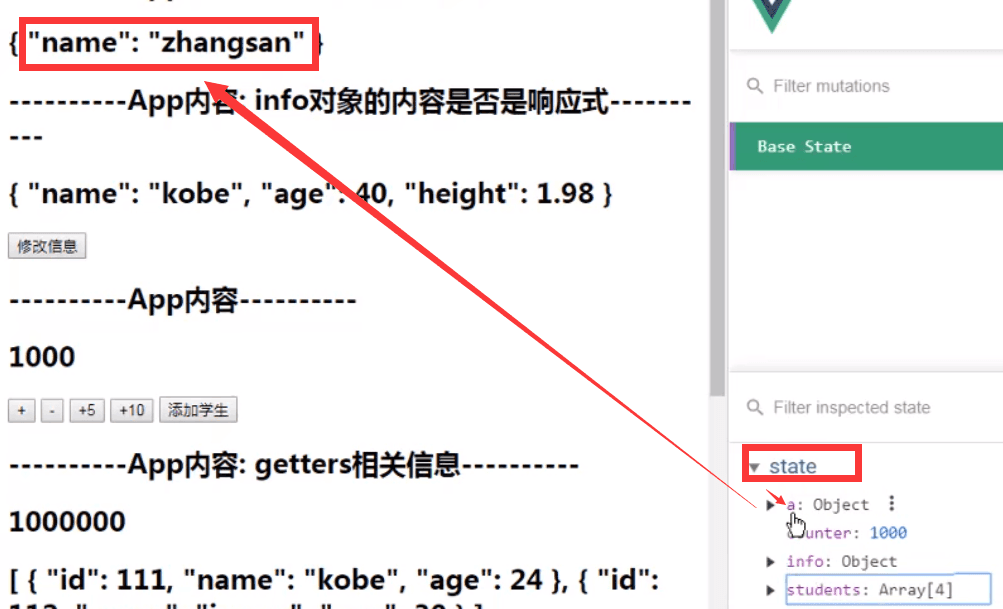 { "name": "zhangsan" }
----------App内容: info对象的内容是否是响应式-------
---
{ "name": "kobe", "age": 40, "height": 1.98 }
修改信息
----------App内容----------
1000
+ - +5 +10 添加学生
----------App内容: getters相关信息----------
1000000
[ { "id": 111, "name": "kobe", "age": 24 }, { "id":
Filter mutations
Base State
Filter inspected state
state
a: Object
counter: 1000
info: Object
students: Array[4]